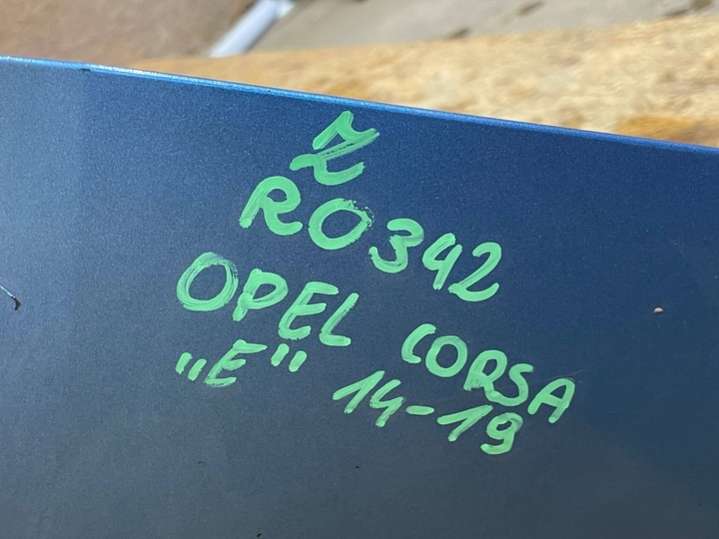 Z
RO342
OPEL CORSA
"E" 14-19